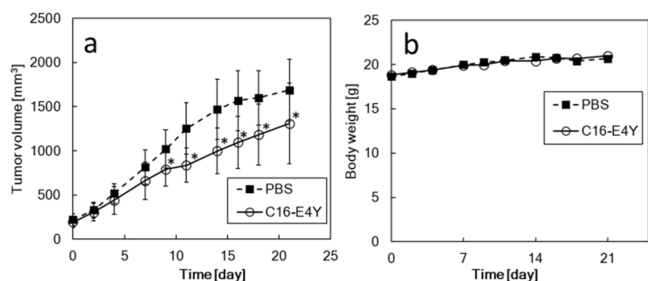 a
Tumor volume [mm³]
2500
2000
1500
1000
500
0
0 5 10 15 20 25
Time [day]
PBS
C16-E4Y
* * * * * * *
b
Body weight [g]
25
20
15
10
5
0
0 7 14 21
Time [day]
PBS
C16-E4Y